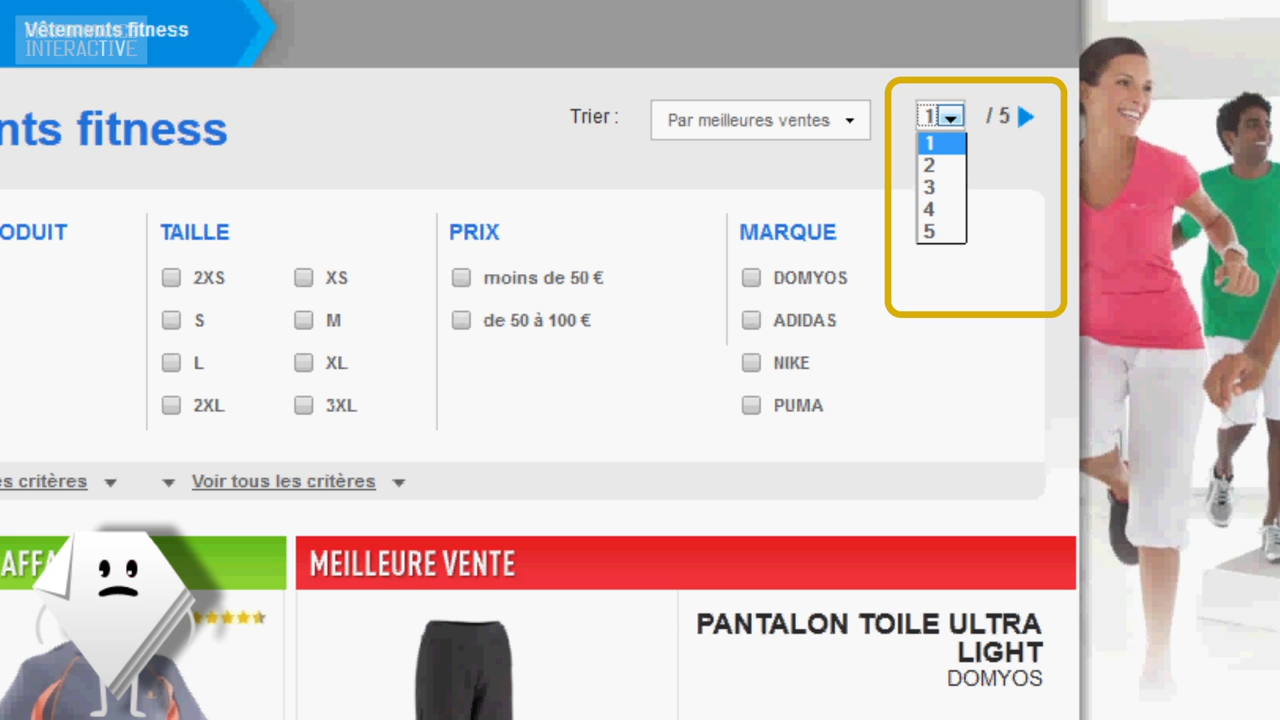 Vêtements fitness
INTERACTIVE
nts fitness
Trier :
Par meilleures ventes
1
/ 5
1
2
3
4
5
ODUIT
TAILLE
PRIX
MARQUE
2XS
XS
moins de 50 €
DOMYOS
S
M
de 50 à 100 €
ADIDAS
L
XL
NIKE
2XL
3XL
PUMA
es critères
Voir tous les critères
AFFA
MEILLEURE VENTE
PANTALON TOILE ULTRA
LIGHT
DOMYOS